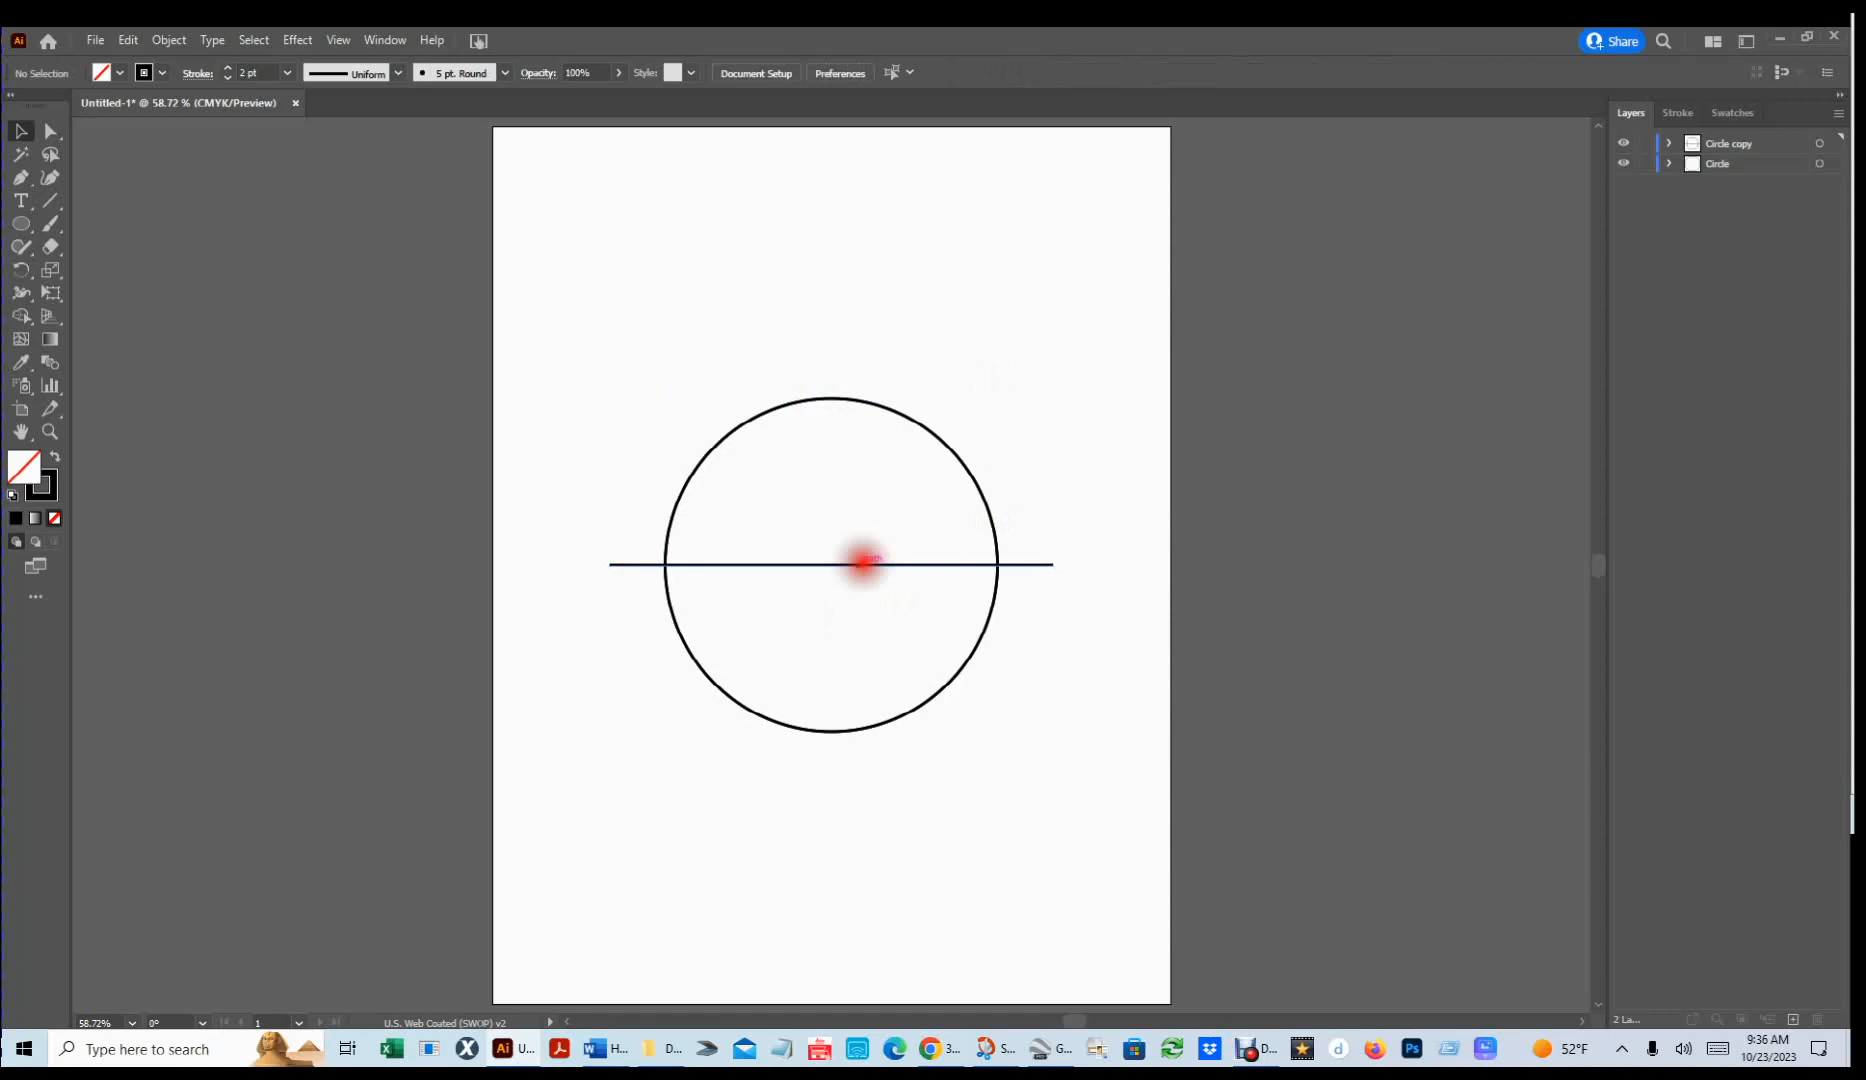 Ai File Edit Object Type Select Effect View Window Help Share
No Selection Stroke: 2 pt Uniform 5 pt. Round Opacity: 100% Style: Document Setup Preferences
Untitled-1* @ 58.72 % (CMYK/Preview) ×
Layers Stroke Swatches
Circle copy
Circle
58.72% 0° 1 U.S. Web Coated (SWOP) v2 2 La...
Type here to search U... H... D... 3... S... G... D... 52°F 9:36 AM
10/23/2023